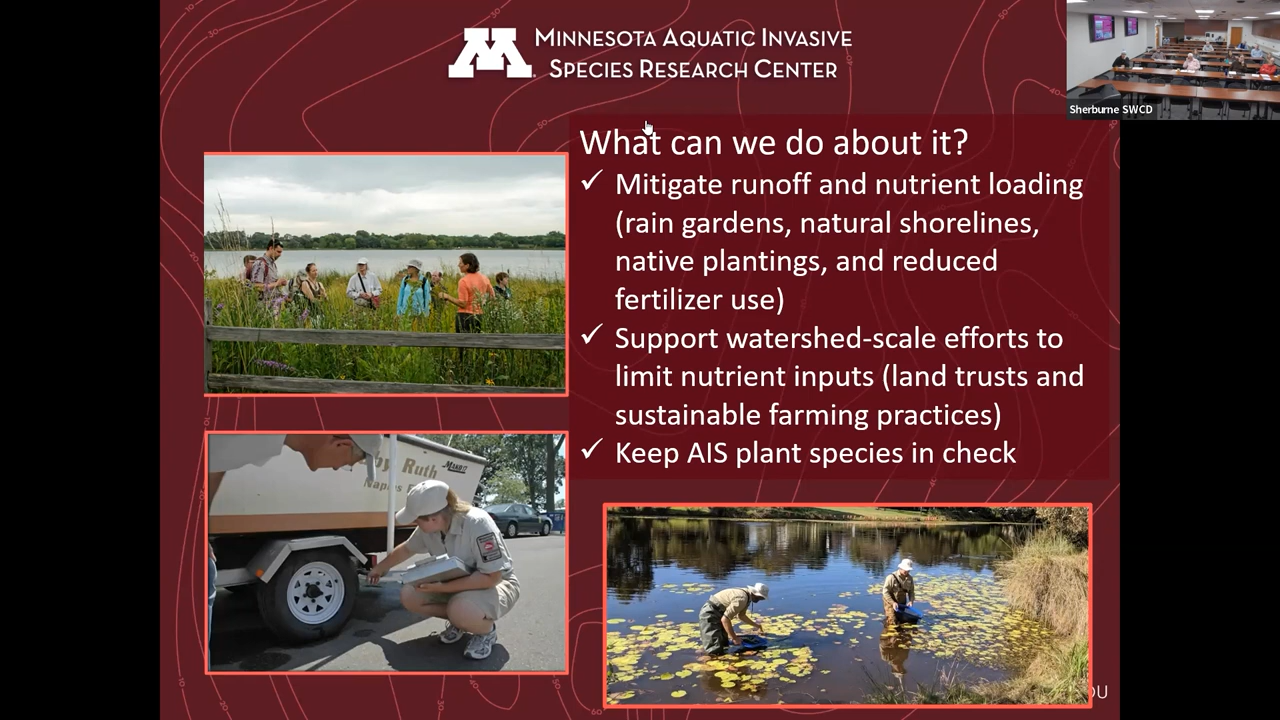 MINNESOTA AQUATIC INVASIVE
SPECIES RESEARCH CENTER
Sherburne SWCD
What can we do about it?
Mitigate runoff and nutrient loading
(rain gardens, natural shorelines,
native plantings, and reduced
fertilizer use)
Support watershed-scale efforts to
limit nutrient inputs (land trusts and
sustainable farming practices)
Keep AIS plant species in check
Ruth